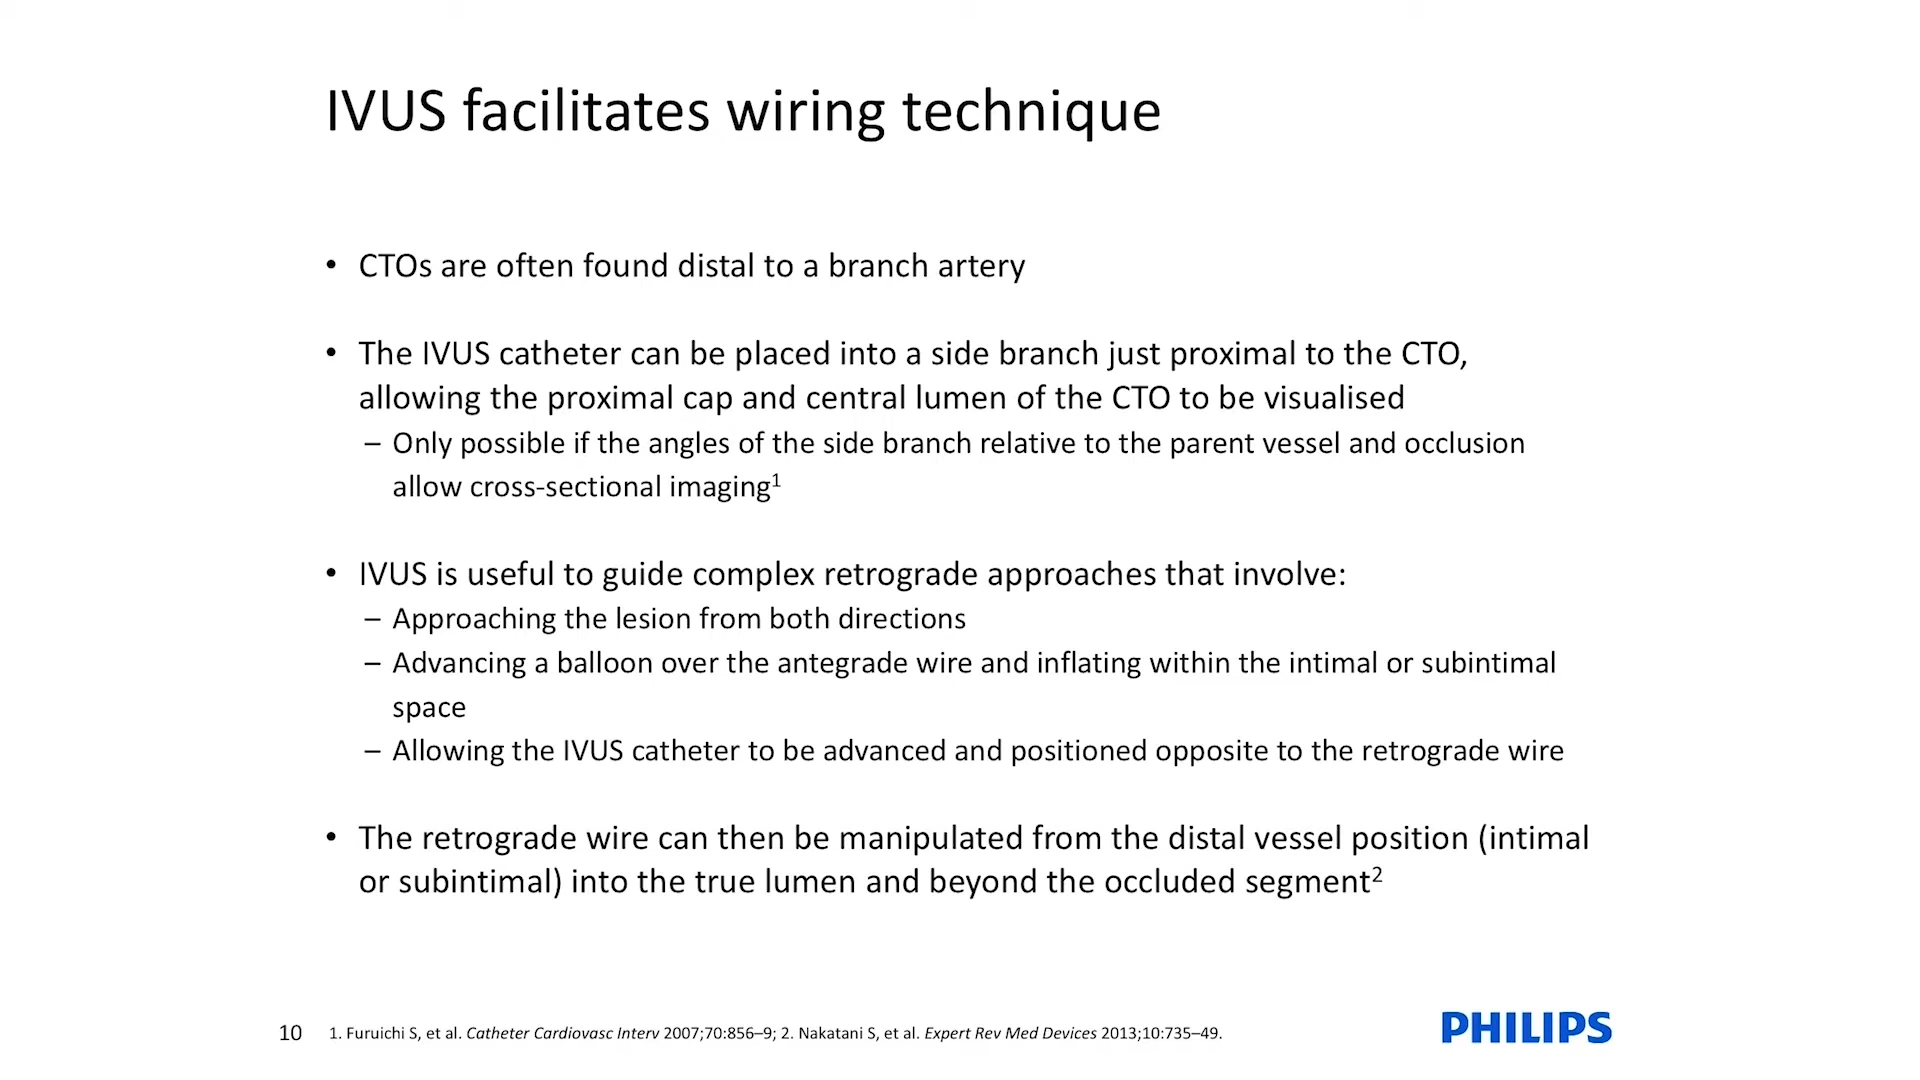 IVUS facilitates wiring technique
• CTOs are often found distal to a branch artery
• The IVUS catheter can be placed into a side branch just proximal to the CTO,
allowing the proximal cap and central lumen of the CTO to be visualised
– Only possible if the angles of the side branch relative to the parent vessel and occlusion
allow cross-sectional imaging¹
• IVUS is useful to guide complex retrograde approaches that involve:
– Approaching the lesion from both directions
– Advancing a balloon over the antegrade wire and inflating within the intimal or subintimal
space
– Allowing the IVUS catheter to be advanced and positioned opposite to the retrograde wire
• The retrograde wire can then be manipulated from the distal vessel position (intimal
or subintimal) into the true lumen and beyond the occluded segment²
10 1. Furuichi S, et al. Catheter Cardiovasc Interv 2007;70:856–9; 2. Nakatani S, et al. Expert Rev Med Devices 2013;10:735–49.
PHILIPS